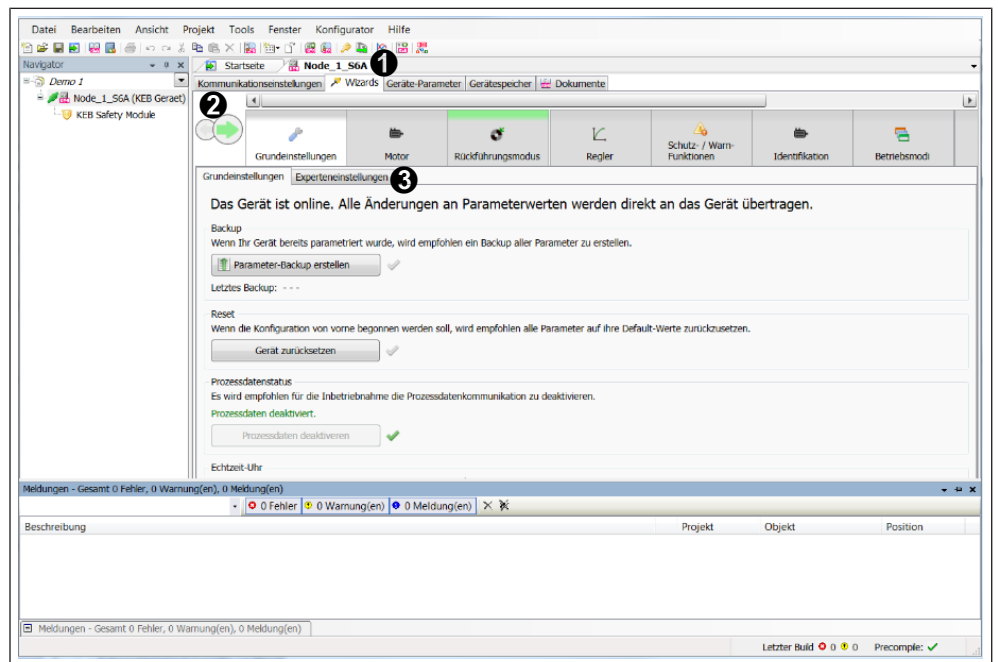 Datei Bearbeiten Ansicht Projekt Tools Fenster Konfigurator Hilfe
Navigator
Startseite Node_1_S6A 1
Demo 1
Kommunikationseinstellungen Wizards Geräte-Parameter Gerätespeicher Dokumente
Node_1_S6A (KEB Geraet)
KEB Safety Module
2
Grundeinstellungen Motor Rückführungsmodus Regler Schutz- / Warn-Funktionen Identifikation Betriebsmodi
Grundeinstellungen Experteneinstellungen 3
Das Gerät ist online. Alle Änderungen an Parameterwerten werden direkt an das Gerät übertragen.
Backup
Wenn Ihr Gerät bereits parametriert wurde, wird empfohlen ein Backup aller Parameter zu erstellen.
Parameter-Backup erstellen
Letztes Backup: - - -
Reset
Wenn die Konfiguration von vorne begonnen werden soll, wird empfohlen alle Parameter auf ihre Default-Werte zurückzusetzen.
Gerät zurücksetzen
Prozessdatenstatus
Es wird empfohlen für die Inbetriebnahme die Prozessdatenkommunikation zu deaktivieren.
Prozessdaten deaktiviert.
Prozessdaten deaktiveren
Echtzeit-Uhr
Meldungen - Gesamt 0 Fehler, 0 Warnung(en), 0 Meldung(en)
0 Fehler 0 Warnung(en) 0 Meldung(en)
Beschreibung Projekt Objekt Position
Meldungen - Gesamt 0 Fehler, 0 Warnung(en), 0 Meldung(en)
Letzter Build 0 0 Precompile: